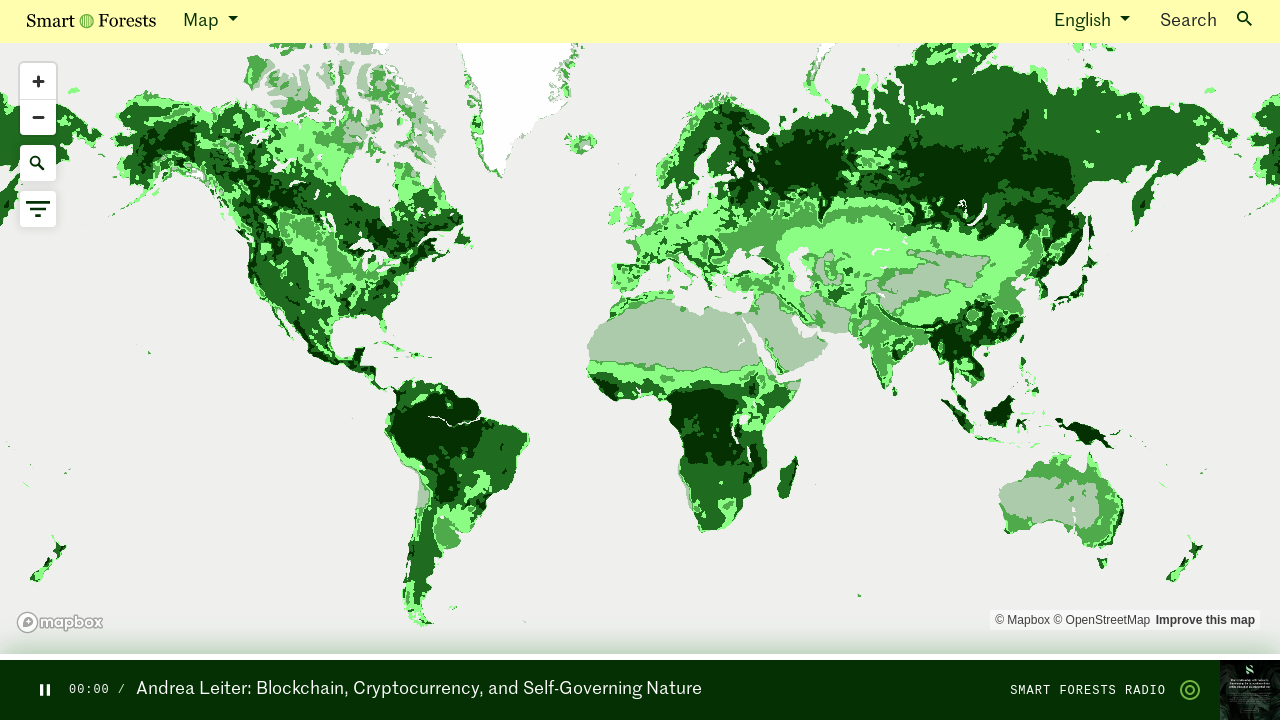 Smart Forests Map English Search
mapbox
© Mapbox © OpenStreetMap Improve this map
00:00 / Andrea Leiter: Blockchain, Cryptocurrency, and Self-Governing Nature SMART FORESTS RADIO